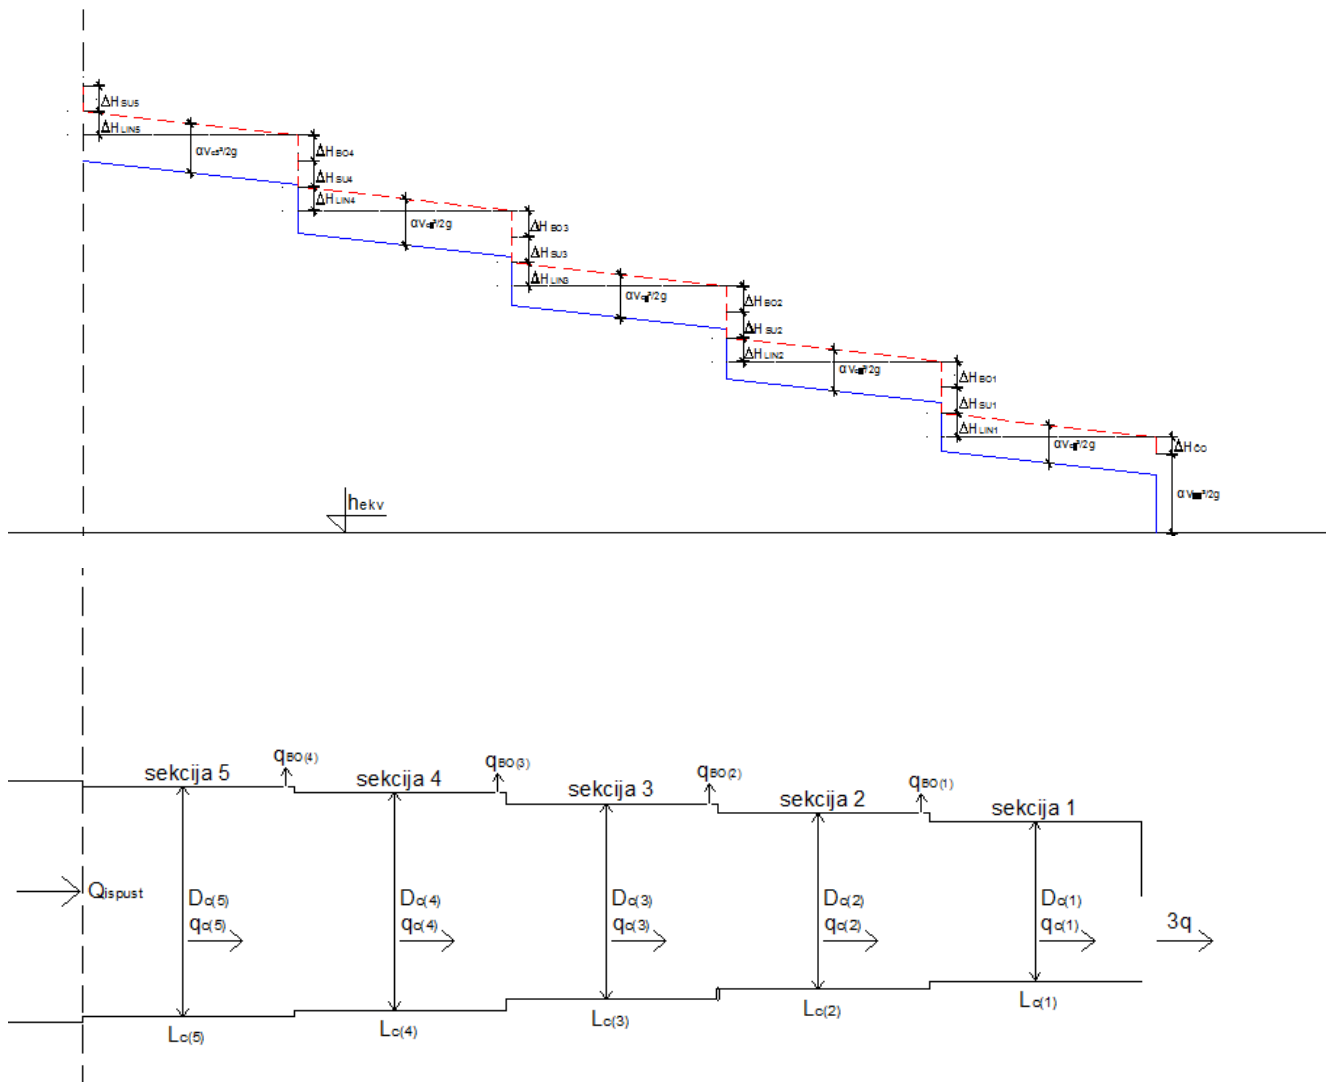 ΔH SU5
ΔH LIN5
αVc5²/2g
ΔH BO4
ΔH SU4
ΔH LIN4
ΔH BO3
ΔH SU3
ΔH LIN3
ΔH BO2
ΔH SU2
ΔH LIN2
ΔH BO1
ΔH SU1
ΔH LIN1
ΔH ČO
hekv
sekcija 5
qBO(4)
sekcija 4
qBO(3)
sekcija 3
qBO(2)
sekcija 2
qBO(1)
sekcija 1
Qispust
Dc(5)
qc(5)
Dc(4)
qc(4)
Dc(3)
qc(3)
Dc(2)
qc(2)
Dc(1)
qc(1)
3q
Lc(5)
Lc(4)
Lc(3)
Lc(2)
Lc(1)